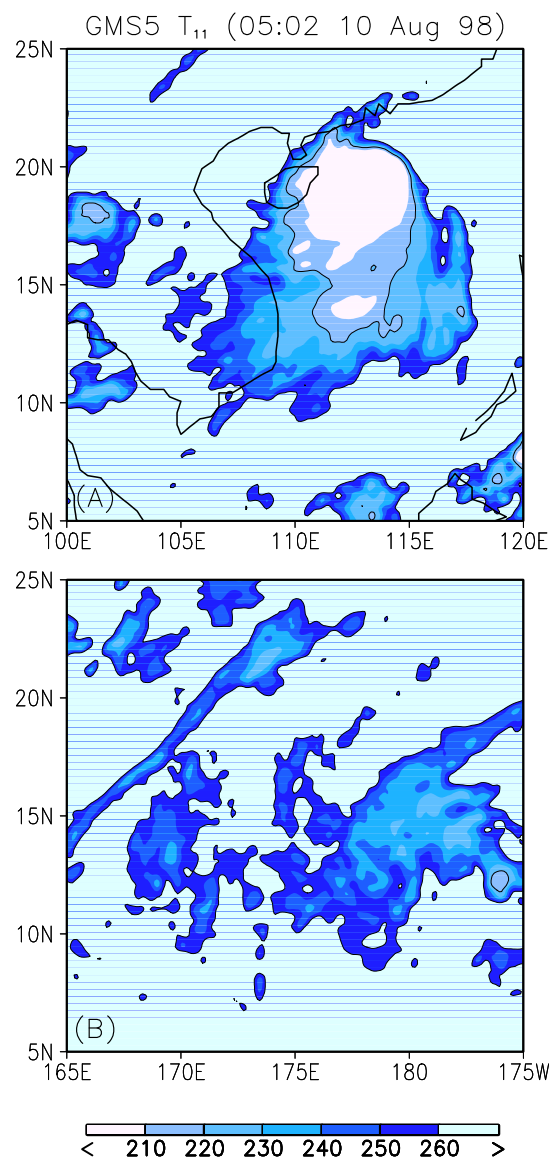 GMS5 T₁₁ (05:02 10 Aug 98)
25N
20N
15N
10N
5N
(A)
100E 105E 110E 115E 120E
25N
20N
15N
10N
5N
(B)
165E 170E 175E 180 175W
< 210 220 230 240 250 260 >